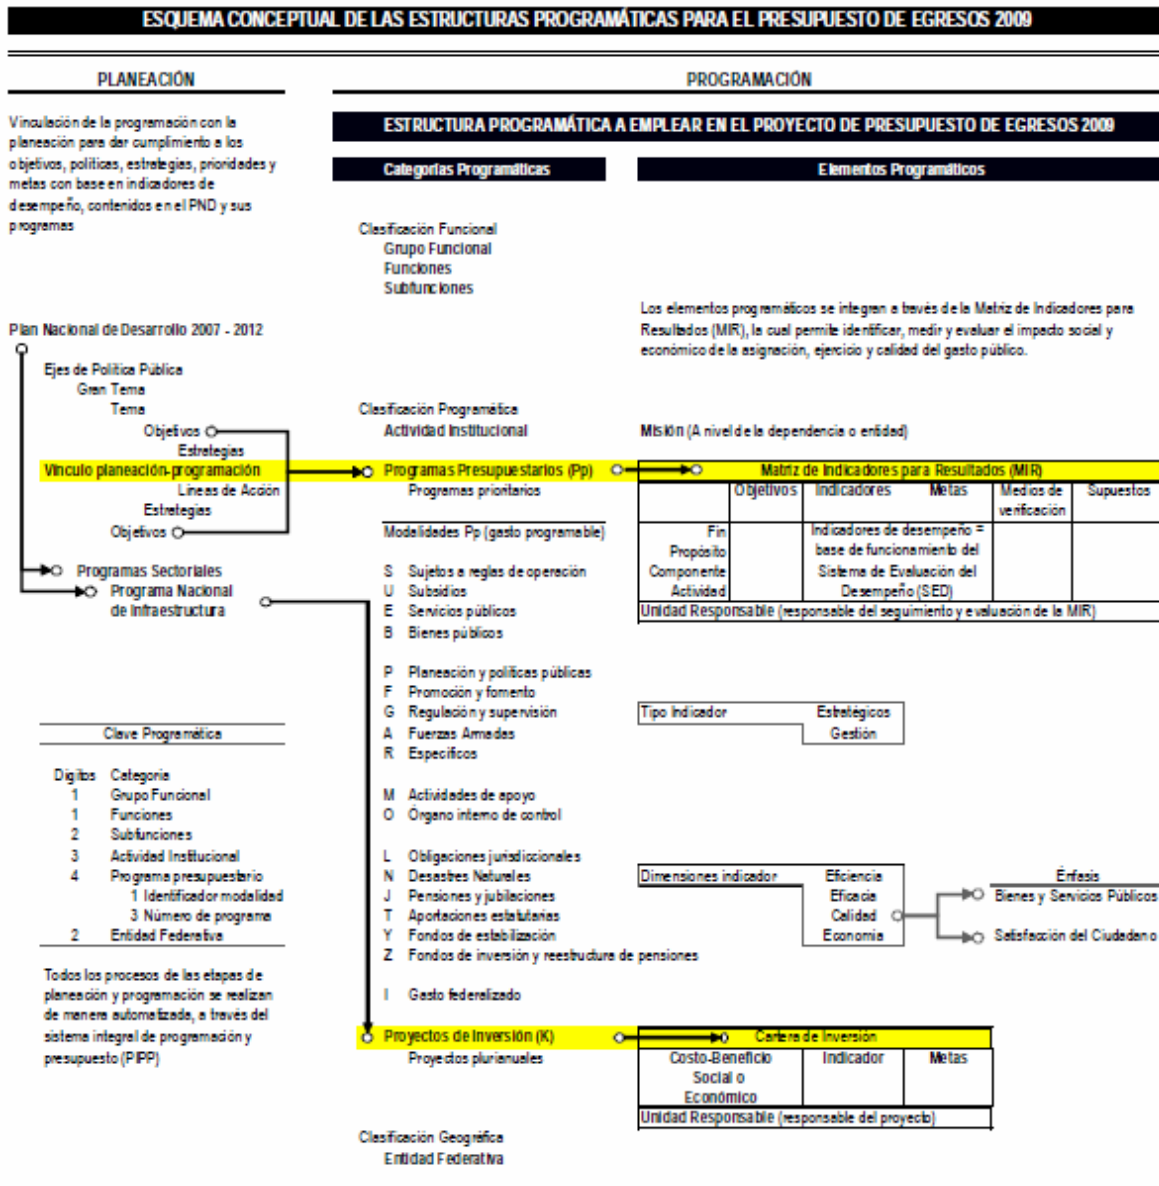 ESQUEMA CONCEPTUAL DE LAS ESTRUCTURAS PROGRAMÁTICAS PARA EL PRESUPUESTO DE EGRESOS 2009
PLANEACIÓN
Vinculación de la programación con la
planeación para dar cumplimiento a los
objetivos, políticas, estrategias, prioridades y
metas con base en indicadores de
desempeño, contenidos en el PND y sus
programas
Plan Nacional de Desarrollo 2007 - 2012
Ejes de Política Pública
Gran Tema
Tema
Objetivos
Estrategias
Vínculo planeación-programación
Líneas de Acción
Estrategias
Objetivos
Programas Sectoriales
Programa Nacional
de Infraestructura
Clave Programática
Dígitos Categoría
1 Grupo Funcional
1 Funciones
2 Subfunciones
3 Actividad Institucional
4 Programa presupuestario
1 Identificador modalidad
3 Número de programa
2 Entidad Federativa
Todos los procesos de las etapas de
planeación y programación se realizan
de manera automatizada, a través del
sistema integral de programación y
presupuesto (PIPP)
PROGRAMACIÓN
ESTRUCTURA PROGRAMÁTICA A EMPLEAR EN EL PROYECTO DE PRESUPUESTO DE EGRESOS 2009
Categorías Programáticas
Clasificación Funcional
Grupo Funcional
Funciones
Subfunciones
Clasificación Programática
Actividad Institucional
Programas Presupuestarios (Pp)
Programas prioritarios
Modalidades Pp (gasto programable)
S Sujetos a reglas de operación
U Subsidios
E Servicios públicos
B Bienes públicos
P Planeación y políticas públicas
F Promoción y fomento
G Regulación y supervisión
A Fuerzas Armadas
R Específicos
M Actividades de apoyo
O Órgano interno de control
L Obligaciones jurisdiccionales
N Desastres Naturales
J Pensiones y jubilaciones
T Aportaciones estatutarias
Y Fondos de estabilización
Z Fondos de inversión y reestructura de pensiones
I Gasto federalizado
Proyectos de Inversión (K)
Proyectos plurianuales
Clasificación Geográfica
Entidad Federativa
Elementos Programáticos
Los elementos programáticos se integran a través de la Matriz de Indicadores para
Resultados (MIR), la cual permite identificar, medir y evaluar el impacto social y
económico de la asignación, ejercicio y calidad del gasto público.
Misión (A nivel de la dependencia o entidad)
Matriz de Indicadores para Resultados (MIR)
Objetivos Indicadores Metas Medios de verificación Supuestos
Fin
Propósito
Componente
Actividad
Indicadores de desempeño =
base de funcionamiento del
Sistema de Evaluación del
Desempeño (SED)
Unidad Responsable (responsable del seguimiento y evaluación de la MIR)
Tipo Indicador
Estratégicos
Gestión
Dimensiones indicador
Eficiencia
Eficacia
Calidad
Economía
Énfasis
Bienes y Servicios Públicos
Satisfacción del Ciudadano
Cartera de Inversión
Costo-Beneficio
Social o
Económico
Indicador
Metas
Unidad Responsable (responsable del proyecto)